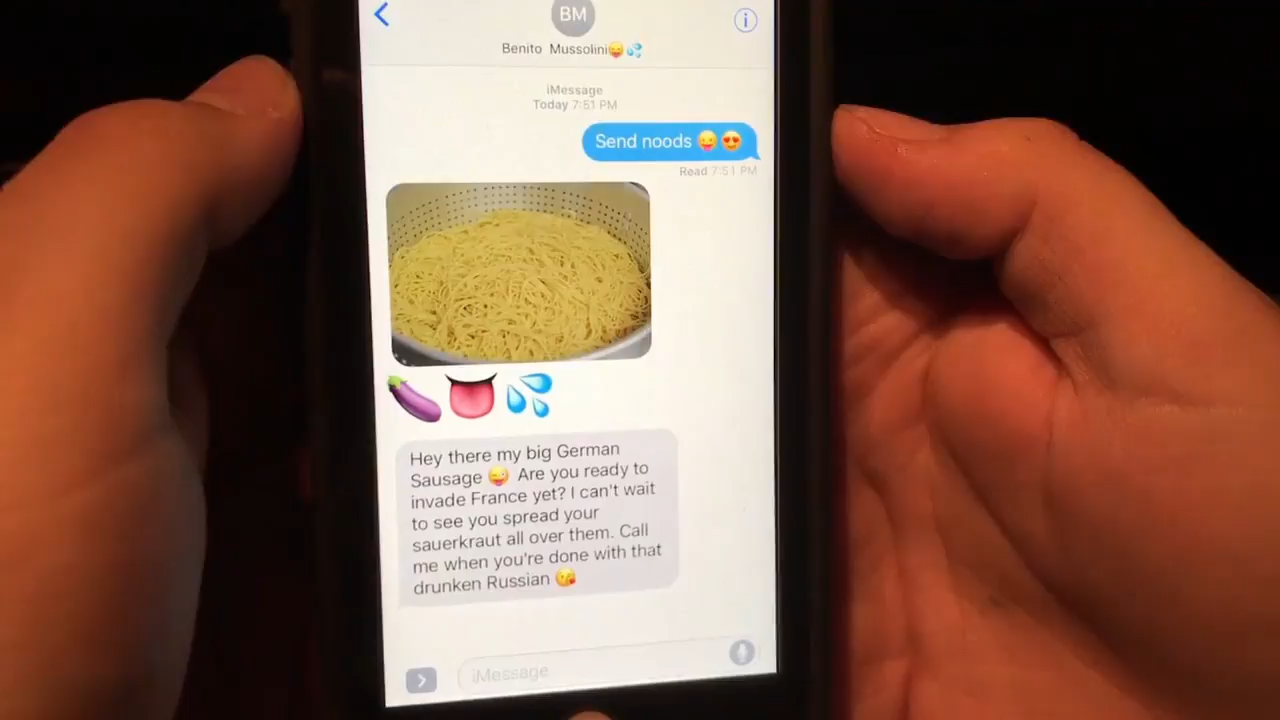 BM
Benito Mussolini😜💦
iMessage
Today 7:51 PM
Send noods 😜😍
Read 7:51 PM
🍆👅💦
Hey there my big German
Sausage 😜 Are you ready to
invade France yet? I can't wait
to see you spread your
sauerkraut all over them. Call
me when you're done with that
drunken Russian 😘
iMessage